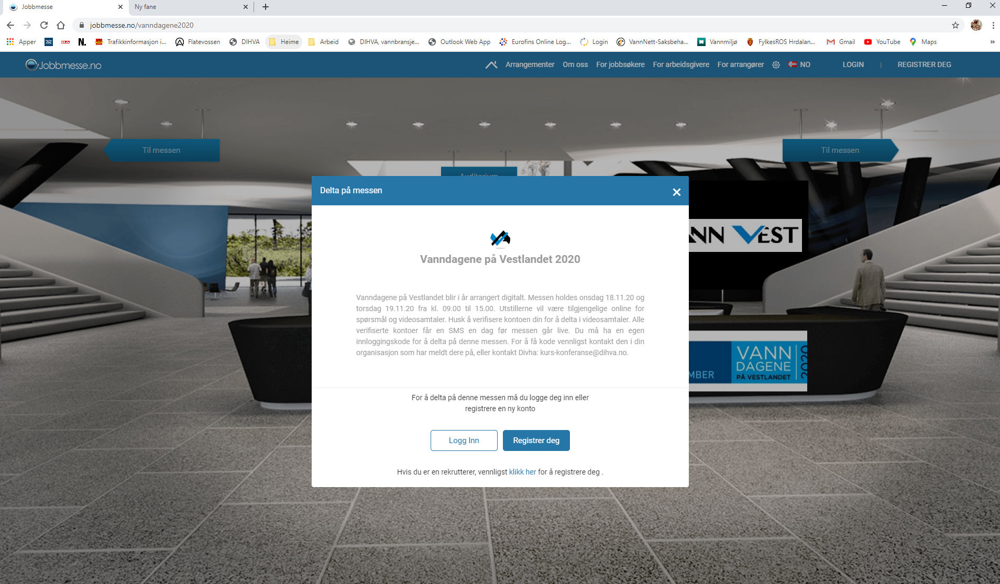 Jobbmesse
Ny fane
jobbmesse.no/vanndagene2020
Apper
N.
Trafikkinformasjon i...
Flatevossen
DIHVA
Heime
Arbeid
DIHVA, vannbransje...
Outlook Web App
Eurofins Online Log...
Login
VannNett-Saksbeha...
Vannmiljø
FylkesROS Hrdalan...
Gmail
YouTube
Maps
»
Jobbmesse.no
Arrangementer
Om oss
For jobbsøkere
For arbeidsgivere
For arrangører
NO
LOGIN
|
REGISTRER DEG
Til messen
Til messen
Auditorium
Delta på messen
NN VEST
Vanndagene på Vestlandet 2020
Vanndagene på Vestlandet blir i år arrangert digitalt. Messen holdes onsdag 18.11.20 og
torsdag 19.11.20 fra kl. 09.00 til 15.00. Utstillerne vil være tilgjengelige online for
spørsmål og videosamtaler. Husk å verifisere kontoen din for å delta i videosamtaler. Alle
verifiserte kontoer får en SMS en dag før messen går live. Du må ha en egen
innloggingskode for å delta på denne messen. For å få kode vennligst kontakt den i din
organisasjon som har meldt dere på, eller kontakt Divha: kurs-konferanse@dihva.no.
MBER
VANN
DAGENE
PÅ VESTLANDET
2020
For å delta på denne messen må du logge deg inn eller
registrere en ny konto
Logg Inn
Registrer deg
Hvis du er en rekrutterer, vennligst klikk her for å registrere deg .